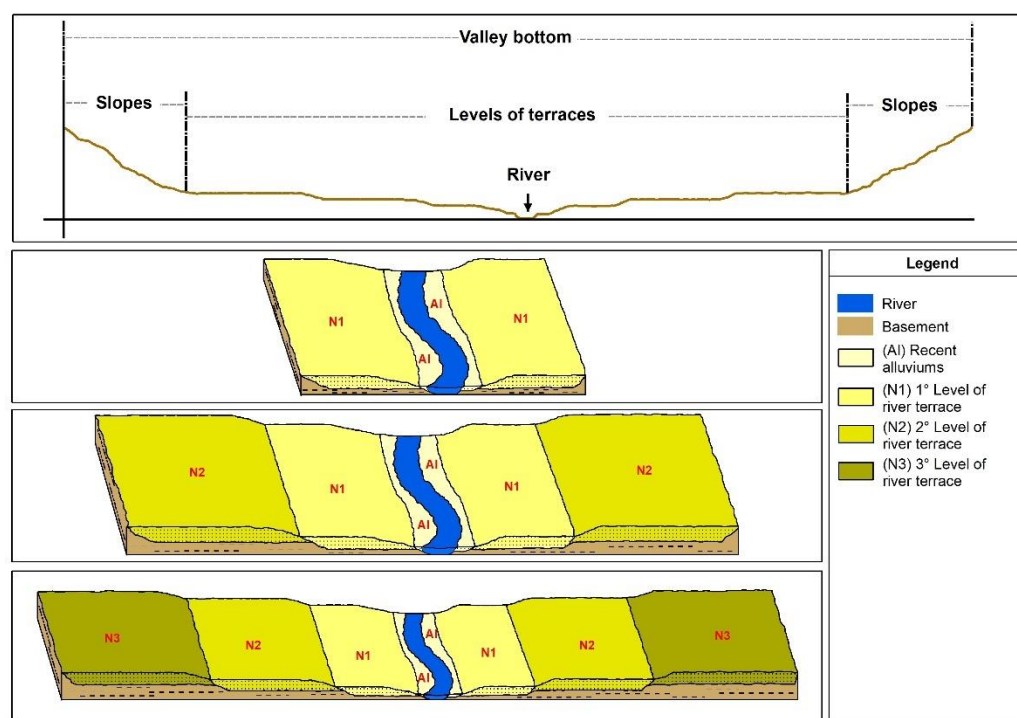 Valley bottom
Slopes
Levels of terraces
Slopes
River
N1
Al
Al
N1
N2
N1
Al
Al
N1
N2
N3
N2
N1
Al
Al
N1
N2
N3
Legend
River
Basement
(Al) Recent
alluviums
(N1) 1° Level of
river terrace
(N2) 2° Level of
river terrace
(N3) 3° Level of
river terrace